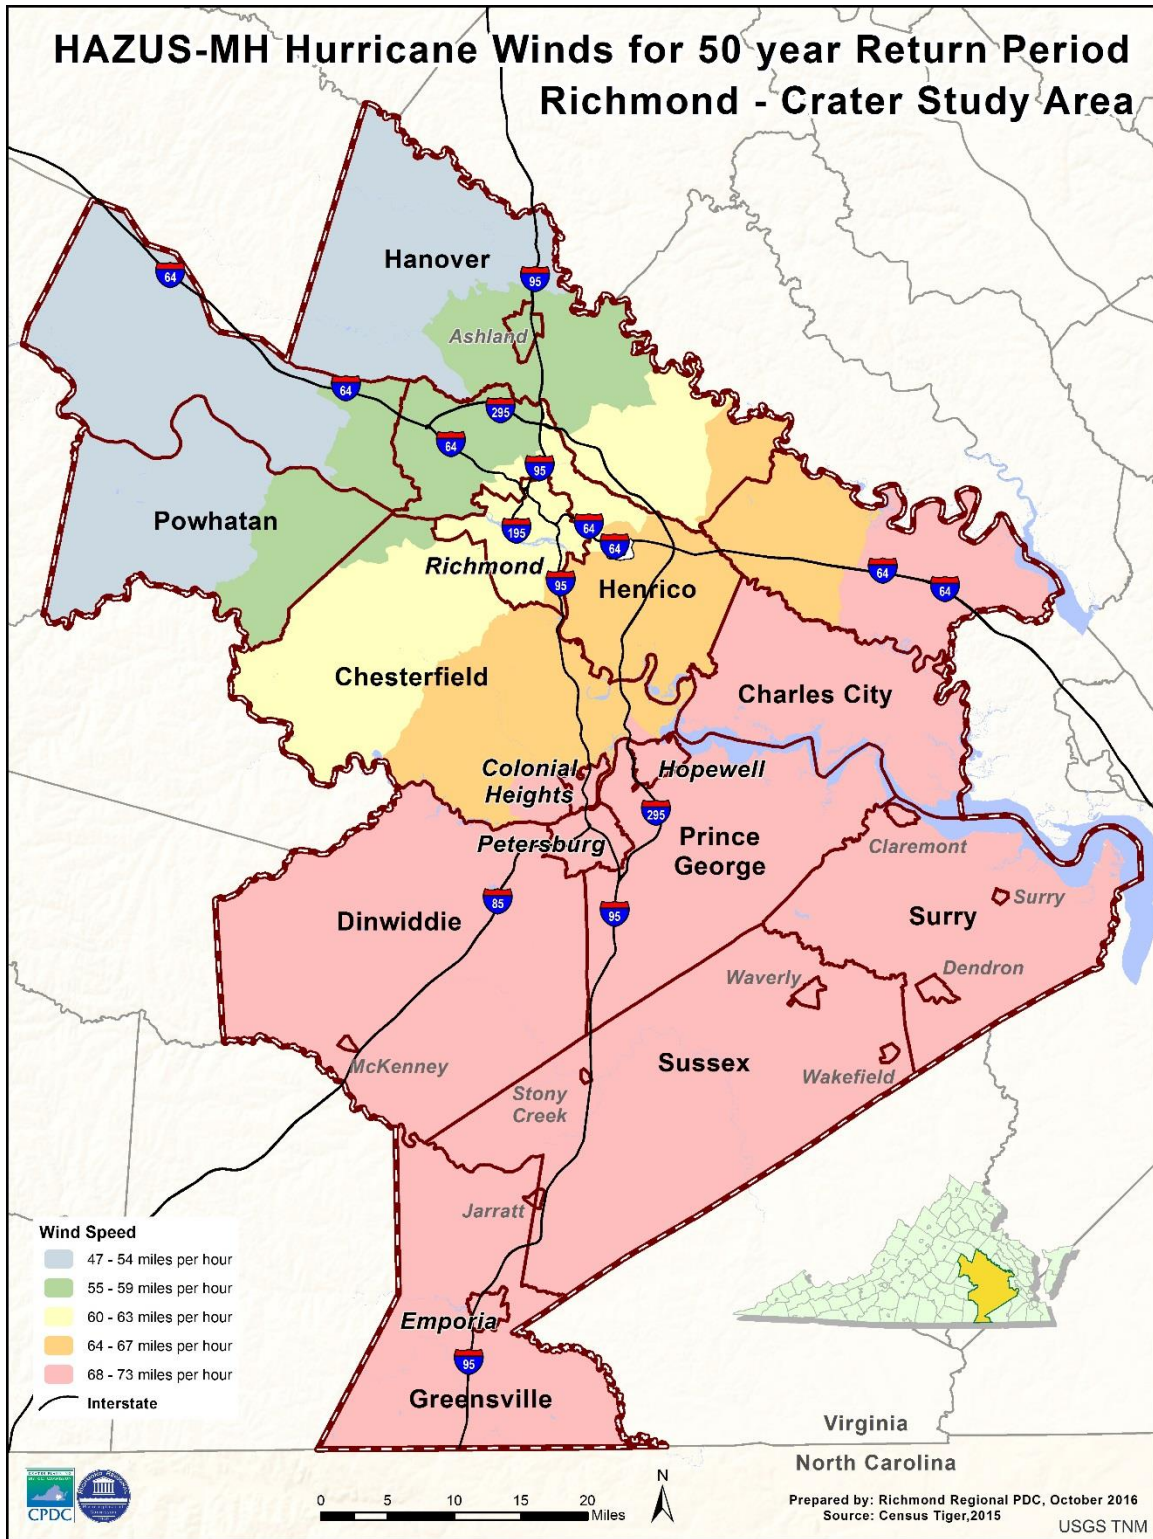 HAZUS-MH Hurricane Winds for 50 year Return Period
Richmond - Crater Study Area
Hanover
64
95
Ashland
64
295
64
95
Powhatan
195
64
64
Richmond
95
Henrico
64
64
Chesterfield
Charles City
Colonial
Heights
Hopewell
295
Petersburg
Prince
George
Claremont
85
Dinwiddie
95
Surry
Surry
Waverly
Dendron
McKenney
Sussex
Wakefield
Stony
Creek
Jarratt
Wind Speed
47 - 54 miles per hour
55 - 59 miles per hour
60 - 63 miles per hour
64 - 67 miles per hour
68 - 73 miles per hour
Interstate
Emporia
95
Greensville
Virginia
North Carolina
CPDC
0 5 10 15 20
Miles
N
Prepared by: Richmond Regional PDC, October 2016
Source: Census Tiger,2015
USGS TNM